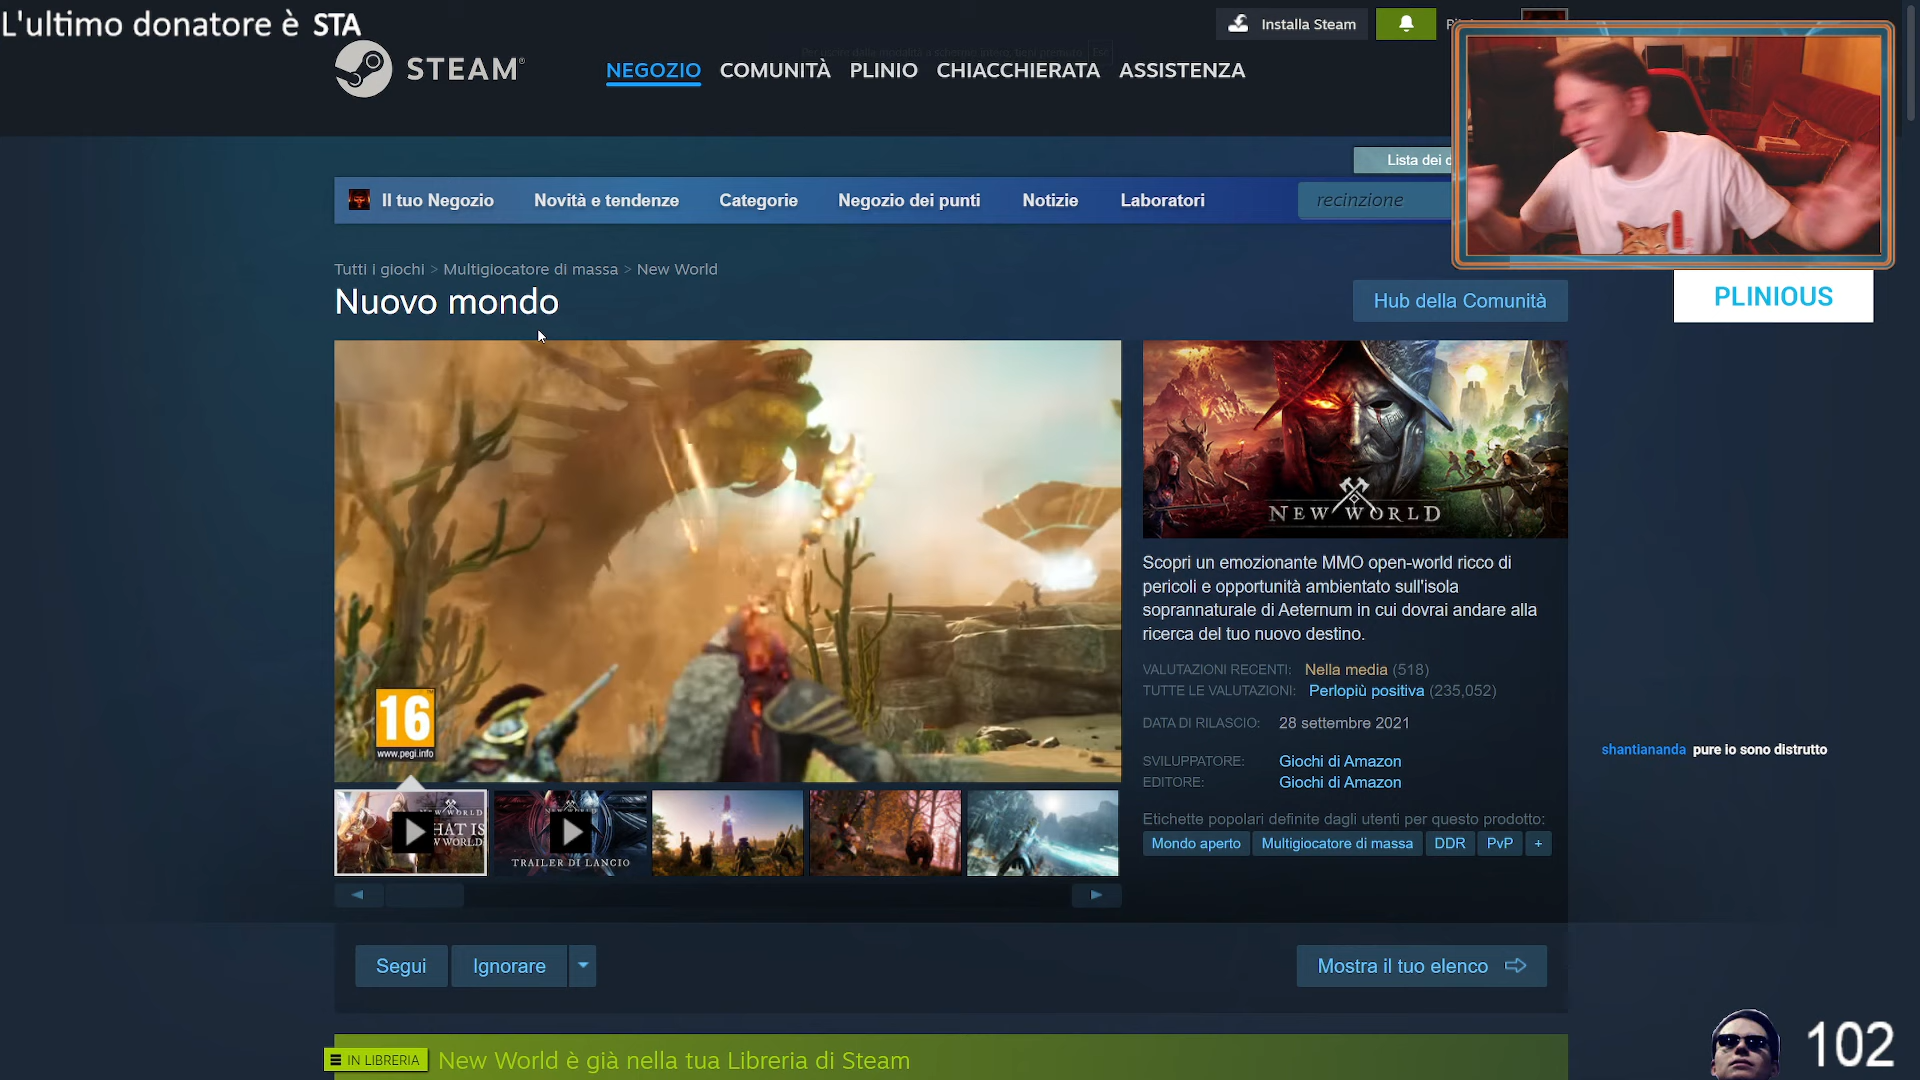 L'ultimo donatore è STA
Installa Steam
STEAM®
NEGOZIO COMUNITÀ PLINIO CHIACCHIERATA ASSISTENZA
Lista dei
Il tuo Negozio Novità e tendenze Categorie Negozio dei punti Notizie Laboratori recinzione
Tutti i giochi > Multigiocatore di massa > New World
Nuovo mondo
Hub della Comunità
PLINIOUS
NEW WORLD
Scopri un emozionante MMO open-world ricco di
pericoli e opportunità ambientato sull'isola
soprannaturale di Aeternum in cui dovrai andare alla
ricerca del tuo nuovo destino.
VALUTAZIONI RECENTI: Nella media (518)
TUTTE LE VALUTAZIONI: Perlopiù positiva (235,052)
DATA DI RILASCIO: 28 settembre 2021
SVILUPPATORE: Giochi di Amazon
EDITORE: Giochi di Amazon
Etichette popolari definite dagli utenti per questo prodotto:
Mondo aperto Multigiocatore di massa DDR PvP +
shantiananda pure io sono distrutto
16
www.pegi.info
TRAILER DI LANCIO
Segui Ignorare Mostra il tuo elenco
IN LIBRERIA New World è già nella tua Libreria di Steam
102